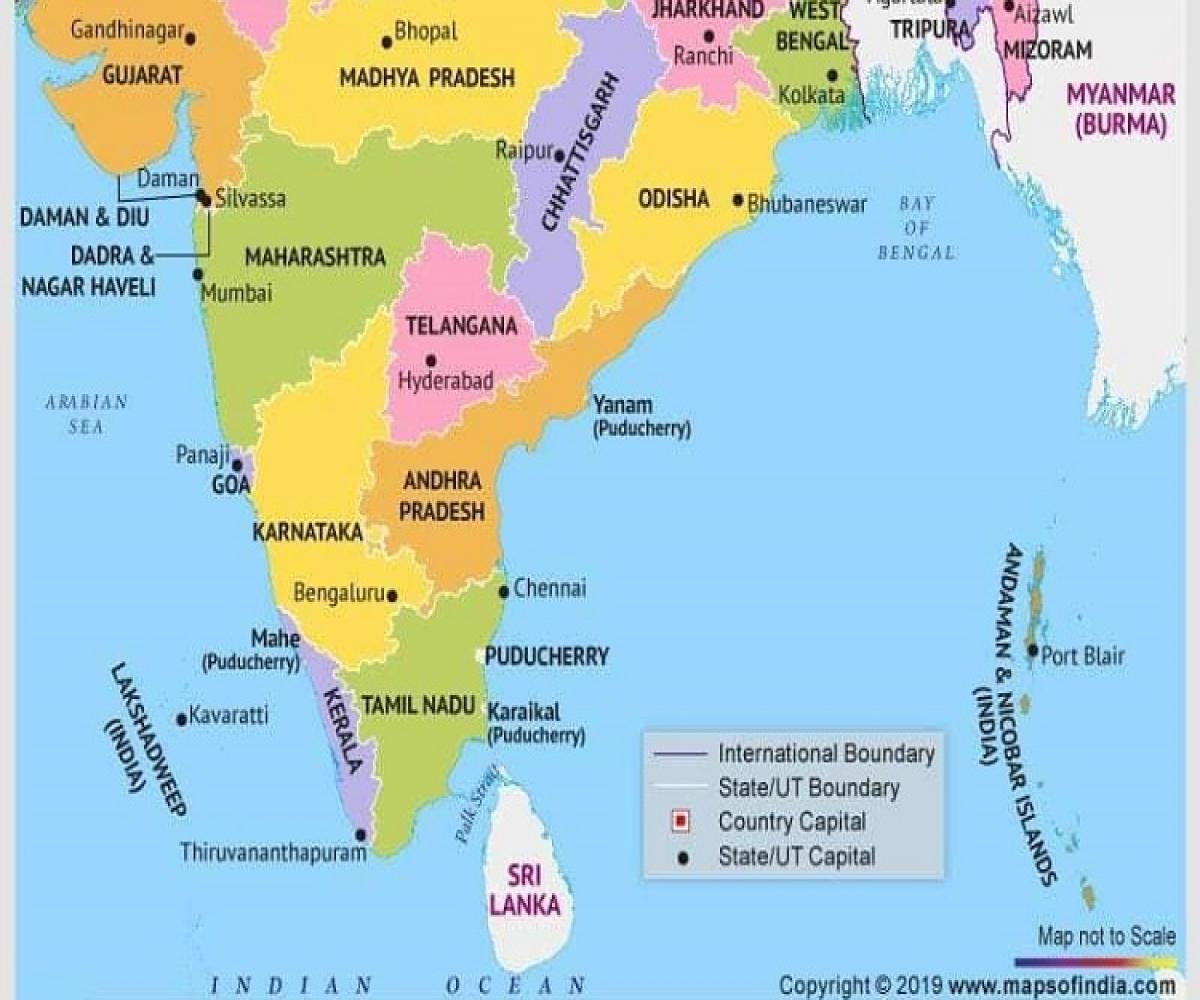 JHARKHAND
WEST
BENGAL
TRIPURA
Aizawl
MIZORAM
Gandhinagar
GUJARAT
Bhopal
MADHYA PRADESH
Ranchi
Kolkata
MYANMAR
(BURMA)
Raipur
CHHATTISGARH
Daman
Silvassa
DAMAN & DIU
DADRA &
NAGAR HAVELI
ODISHA
Bhubaneswar
BAY
OF
BENGAL
MAHARASHTRA
Mumbai
TELANGANA
Hyderabad
ARABIAN
SEA
Yanam
(Puducherry)
Panaji
GOA
ANDHRA
PRADESH
KARNATAKA
Bengaluru
Chennai
Mahe
(Puducherry)
PUDUCHERRY
LAKSHADWEEP
(INDIA)
Kavaratti
KERALA
TAMIL NADU
Karaikal
(Puducherry)
ANDAMAN & NICOBAR ISLANDS
(INDIA)
Port Blair
Palk Strait
Thiruvananthapuram
SRI
LANKA
International Boundary
State/UT Boundary
Country Capital
State/UT Capital
INDIAN OCEAN
Map not to Scale
Copyright © 2019 www.mapsofindia.com